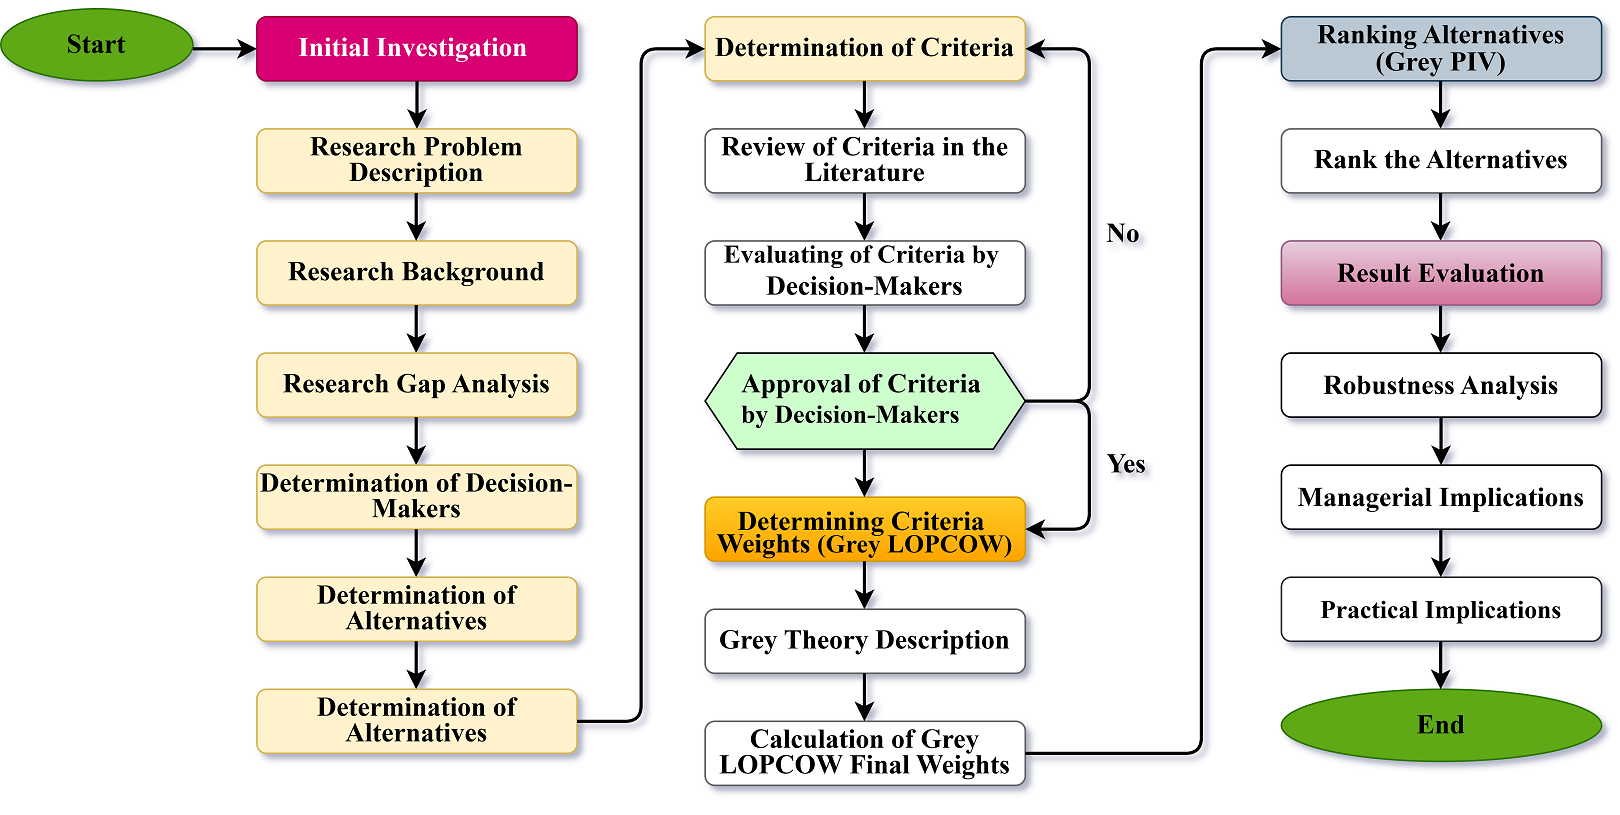 Start
Initial Investigation
Research Problem
Description
Research Background
Research Gap Analysis
Determination of Decision-
Makers
Determination of
Alternatives
Determination of
Alternatives
Determination of Criteria
Review of Criteria in the
Literature
Evaluating of Criteria by
Decision-Makers
Approval of Criteria
by Decision-Makers
No
Yes
Determining Criteria
Weights (Grey LOPCOW)
Grey Theory Description
Calculation of Grey
LOPCOW Final Weights
Ranking Alternatives
(Grey PIV)
Rank the Alternatives
Result Evaluation
Robustness Analysis
Managerial Implications
Practical Implications
End